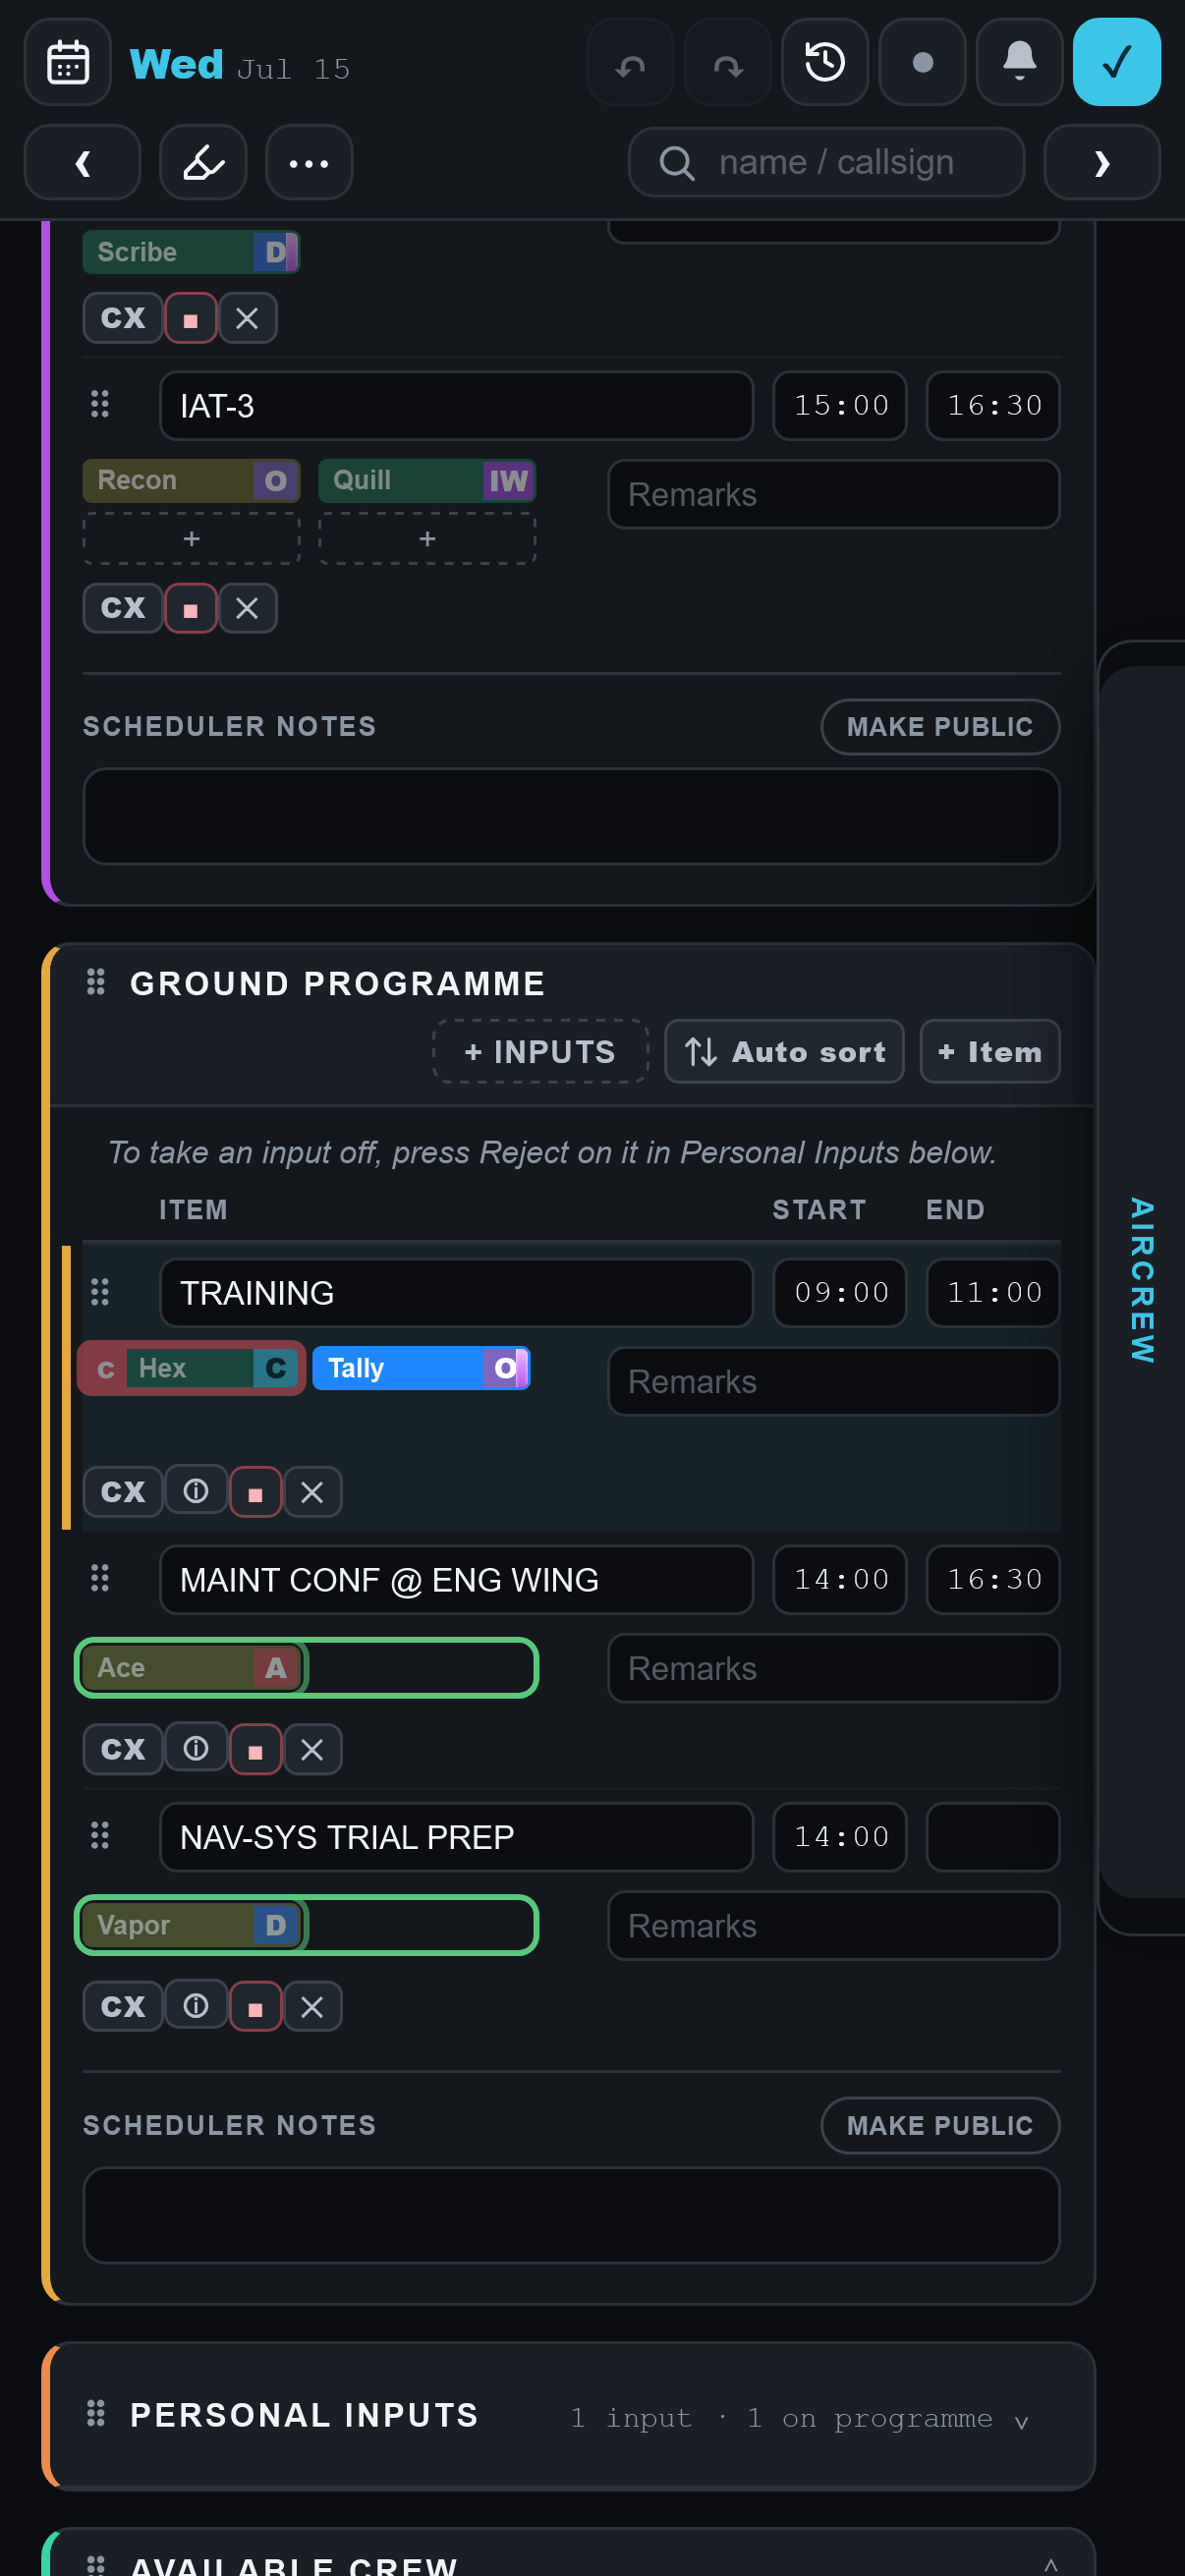 Wed Jul 15
name / callsign
Scribe D
CX
IAT-3 15:00 16:30
Recon O Quill IW Remarks
+ +
CX
SCHEDULER NOTES MAKE PUBLIC
GROUND PROGRAMME
+ INPUTS Auto sort + Item
To take an input off, press Reject on it in Personal Inputs below.
ITEM START END
TRAINING 09:00 11:00
C Hex C Tally O Remarks
CX
MAINT CONF @ ENG WING 14:00 16:30
Ace A Remarks
CX
NAV-SYS TRIAL PREP 14:00
Vapor D Remarks
CX
SCHEDULER NOTES MAKE PUBLIC
PERSONAL INPUTS 1 input · 1 on programme
AVAILABLE CREW
AIRCREW